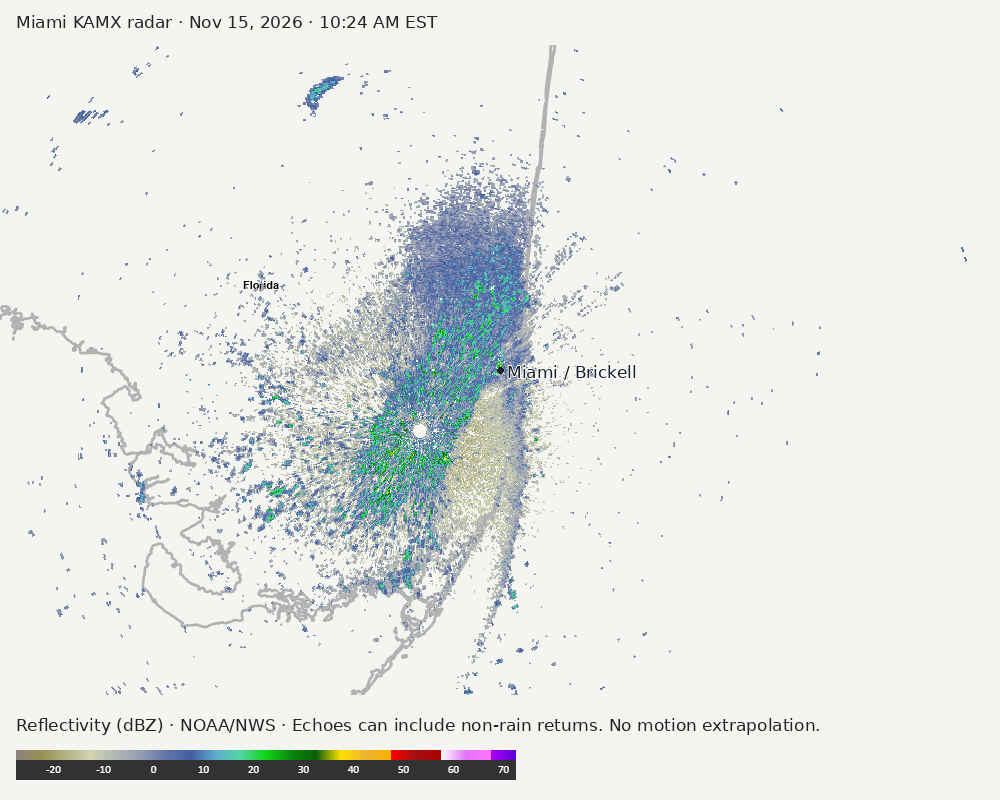 Miami KAMX radar · Nov 15, 2026 · 10:24 AM EST
Florida
Miami / Brickell
Reflectivity (dBZ) · NOAA/NWS · Echoes can include non-rain returns. No motion extrapolation.
-20 -10 0 10 20 30 40 50 60 70